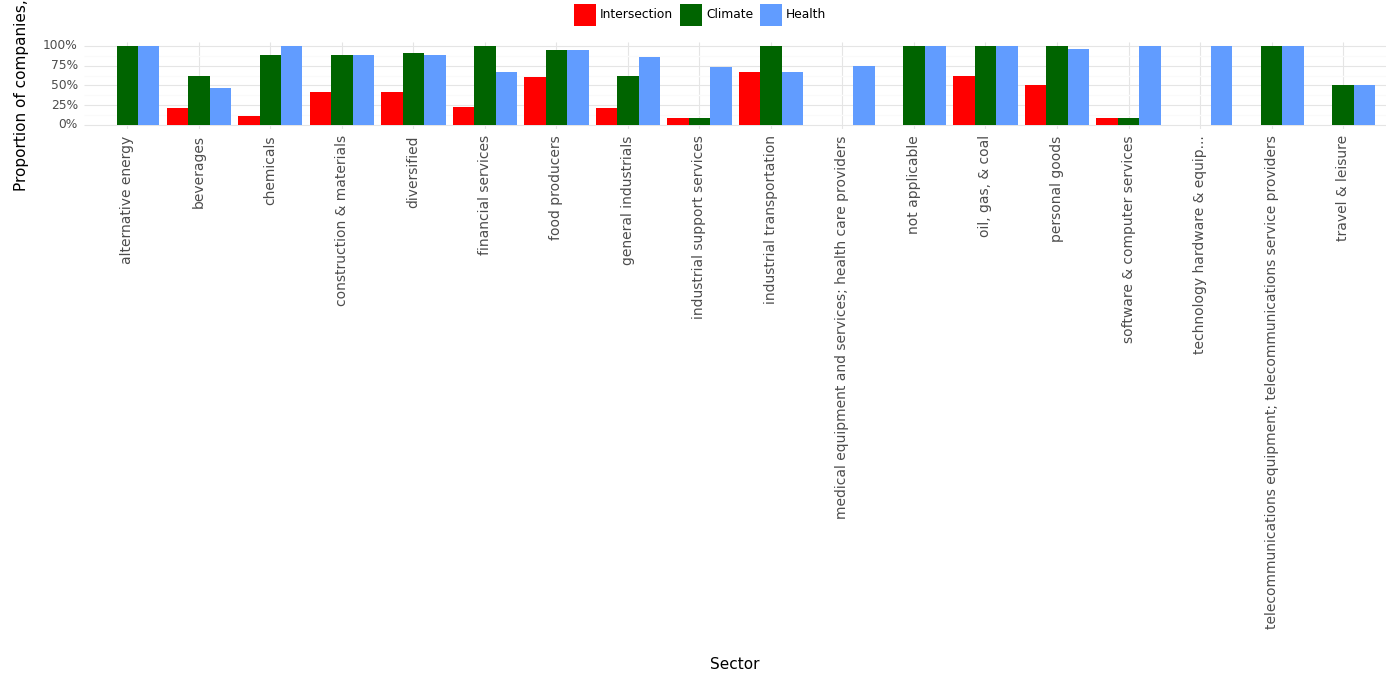 Intersection Climate Health
Proportion of companies,
100%
75%
50%
25%
0%
alternative energy
beverages
chemicals
construction & materials
diversified
financial services
food producers
general industrials
industrial support services
industrial transportation
medical equipment and services; health care providers
not applicable
oil, gas, & coal
personal goods
software & computer services
technology hardware & equip...
telecommunications equipment; telecommunications service providers
travel & leisure
Sector